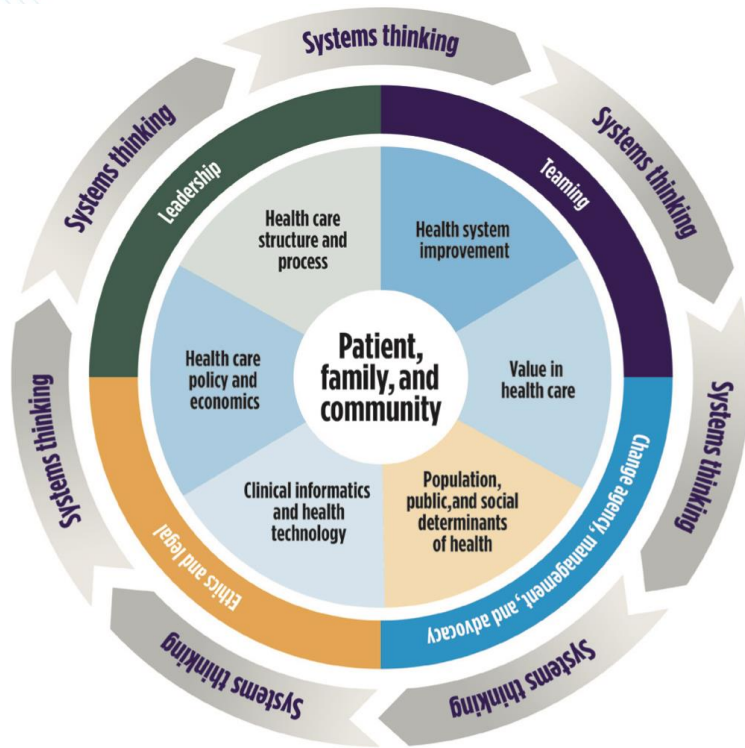 Systems thinking
Systems thinking
Systems thinking
Systems thinking
Systems thinking
Systems thinking
Systems thinking
Leadership
Teaming
Change agency, management, and advocacy
Ethics and legal
Health care
structure and
process
Health system
improvement
Value in
health care
Population,
public,and social
determinants
of health
Clinical informatics
and health
technology
Health care
policy and
economics
Patient,
family, and
community